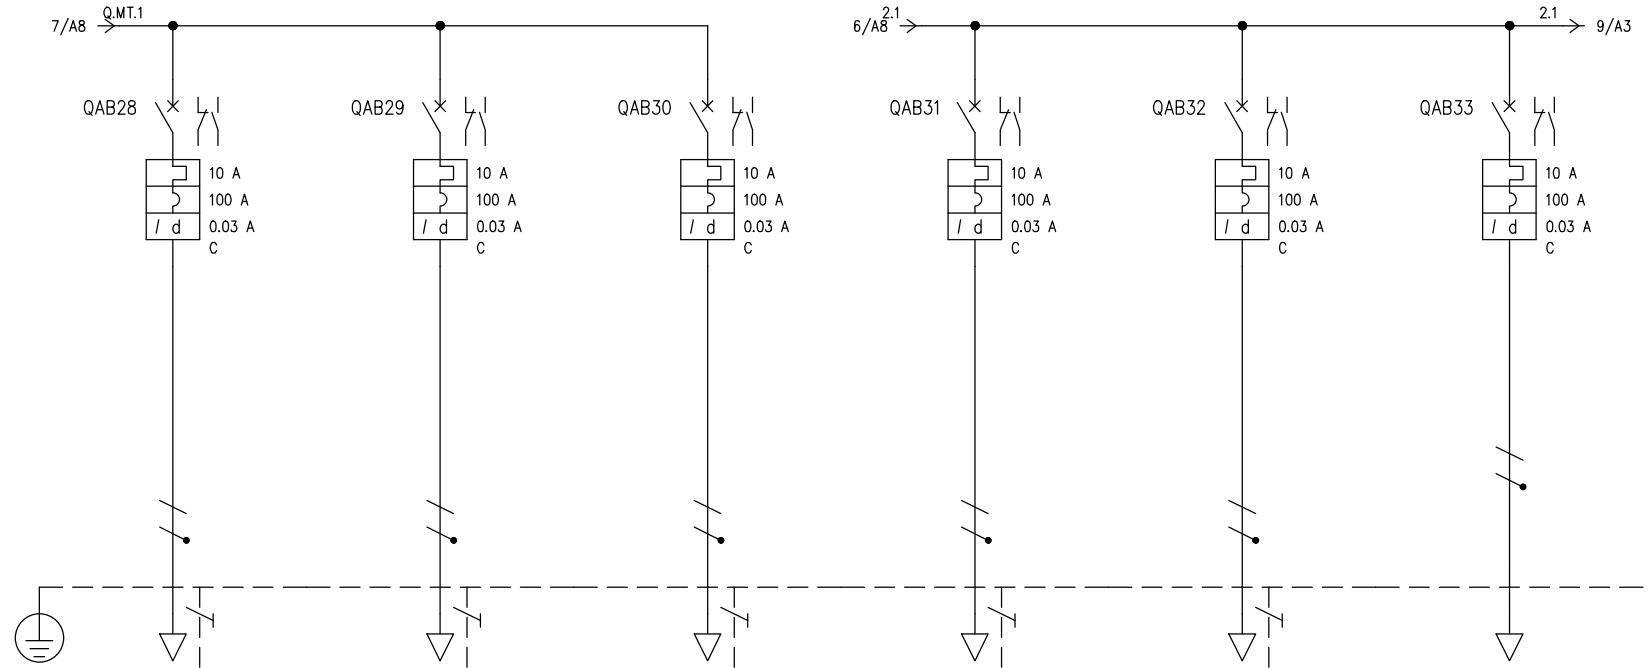 Q.MT.1
7/A8
2.1
6/A8
2.1
9/A3
QAB28
QAB29
QAB30
QAB31
QAB32
QAB33
10 A
100 A
I d 0.03 A
C
10 A
100 A
I d 0.03 A
C
10 A
100 A
I d 0.03 A
C
10 A
100 A
I d 0.03 A
C
10 A
100 A
I d 0.03 A
C
10 A
100 A
I d 0.03 A
C